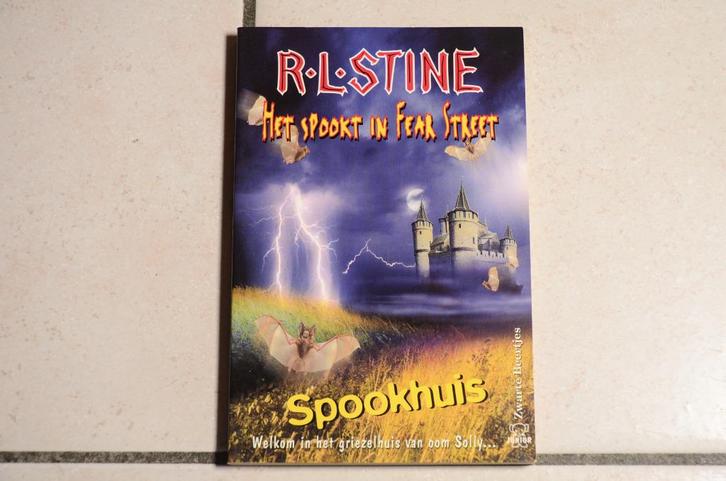 R·L·STINE
HET SPOOKT IN FEAR STREET
Spookhuis
Welkom in het griezelhuis van oom Solly...
Zwarte Beertjes
JUNIOR